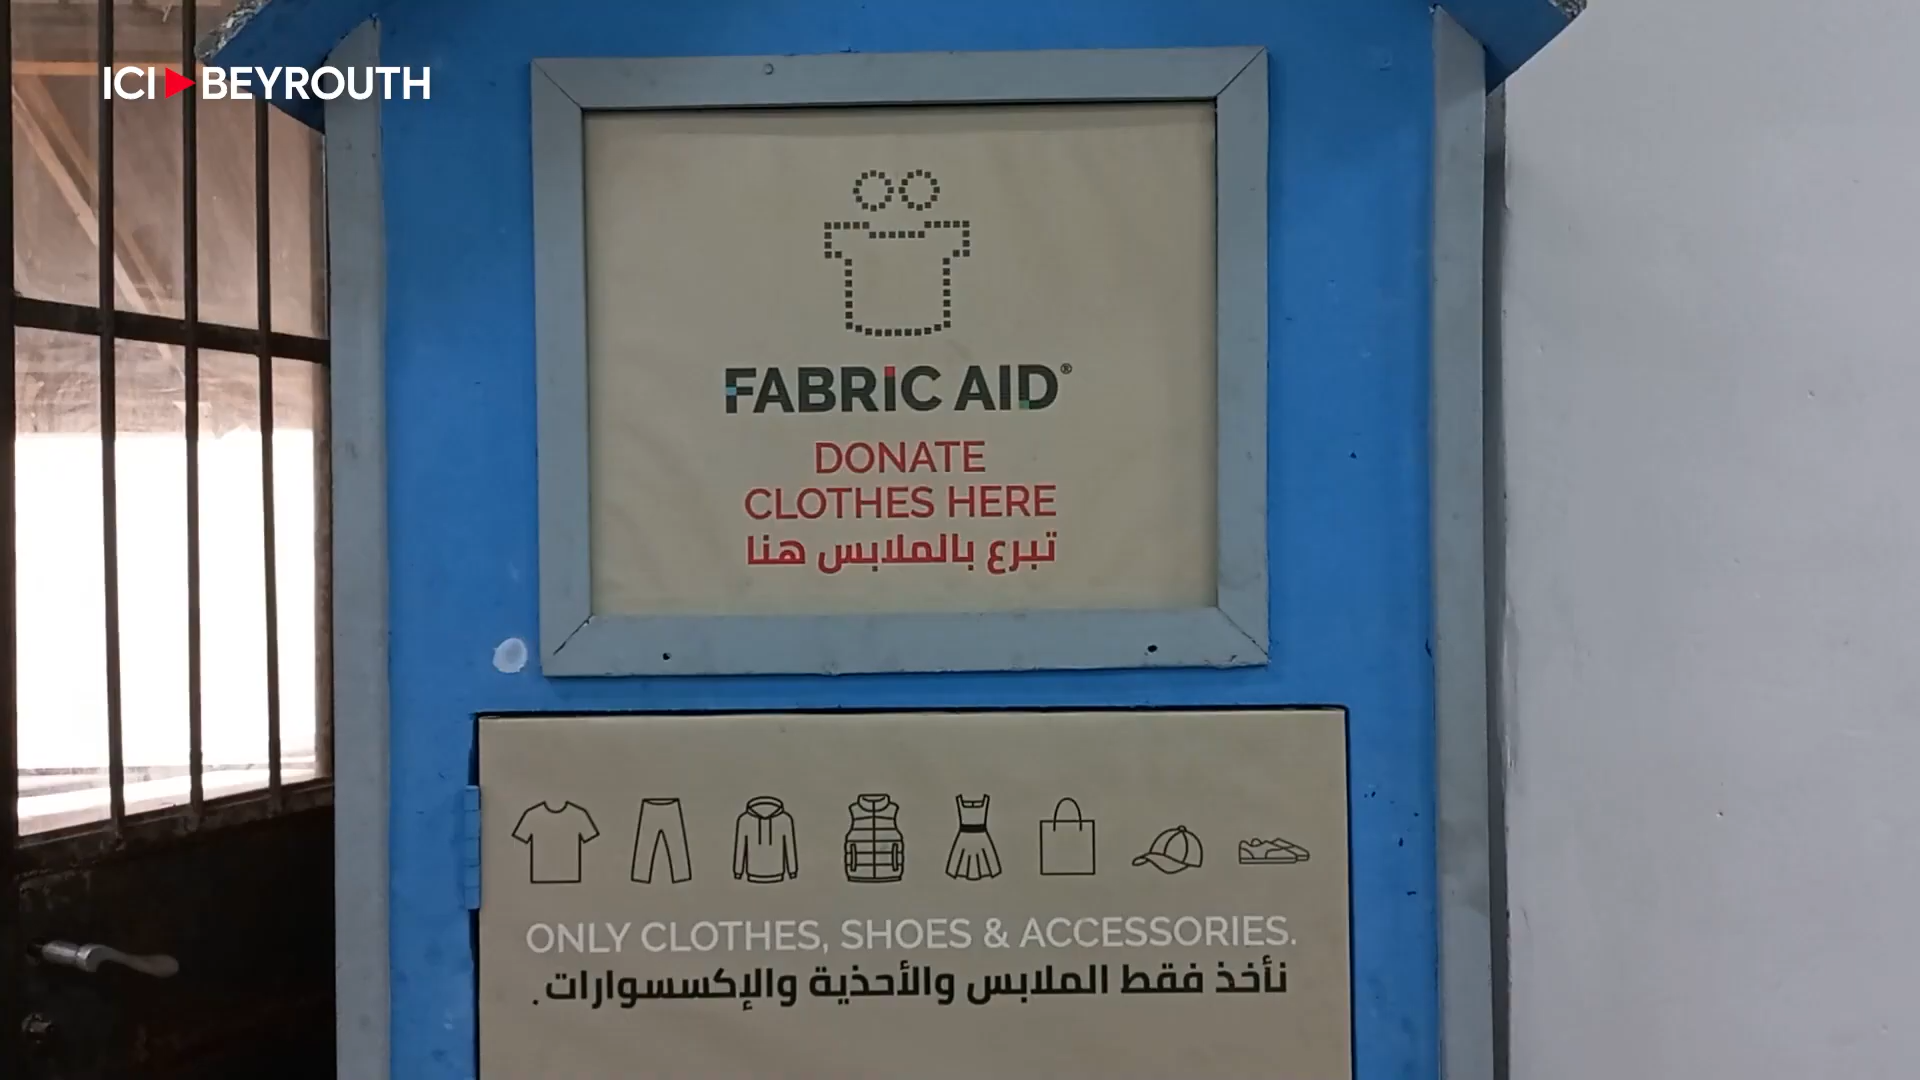 ICI BEYROUTH
FABRIC AID®
DONATE
CLOTHES HERE
تبرع بالملابس هنا
ONLY CLOTHES, SHOES & ACCESSORIES.
نأخذ فقط الملابس والأحذية والإكسسوارات.